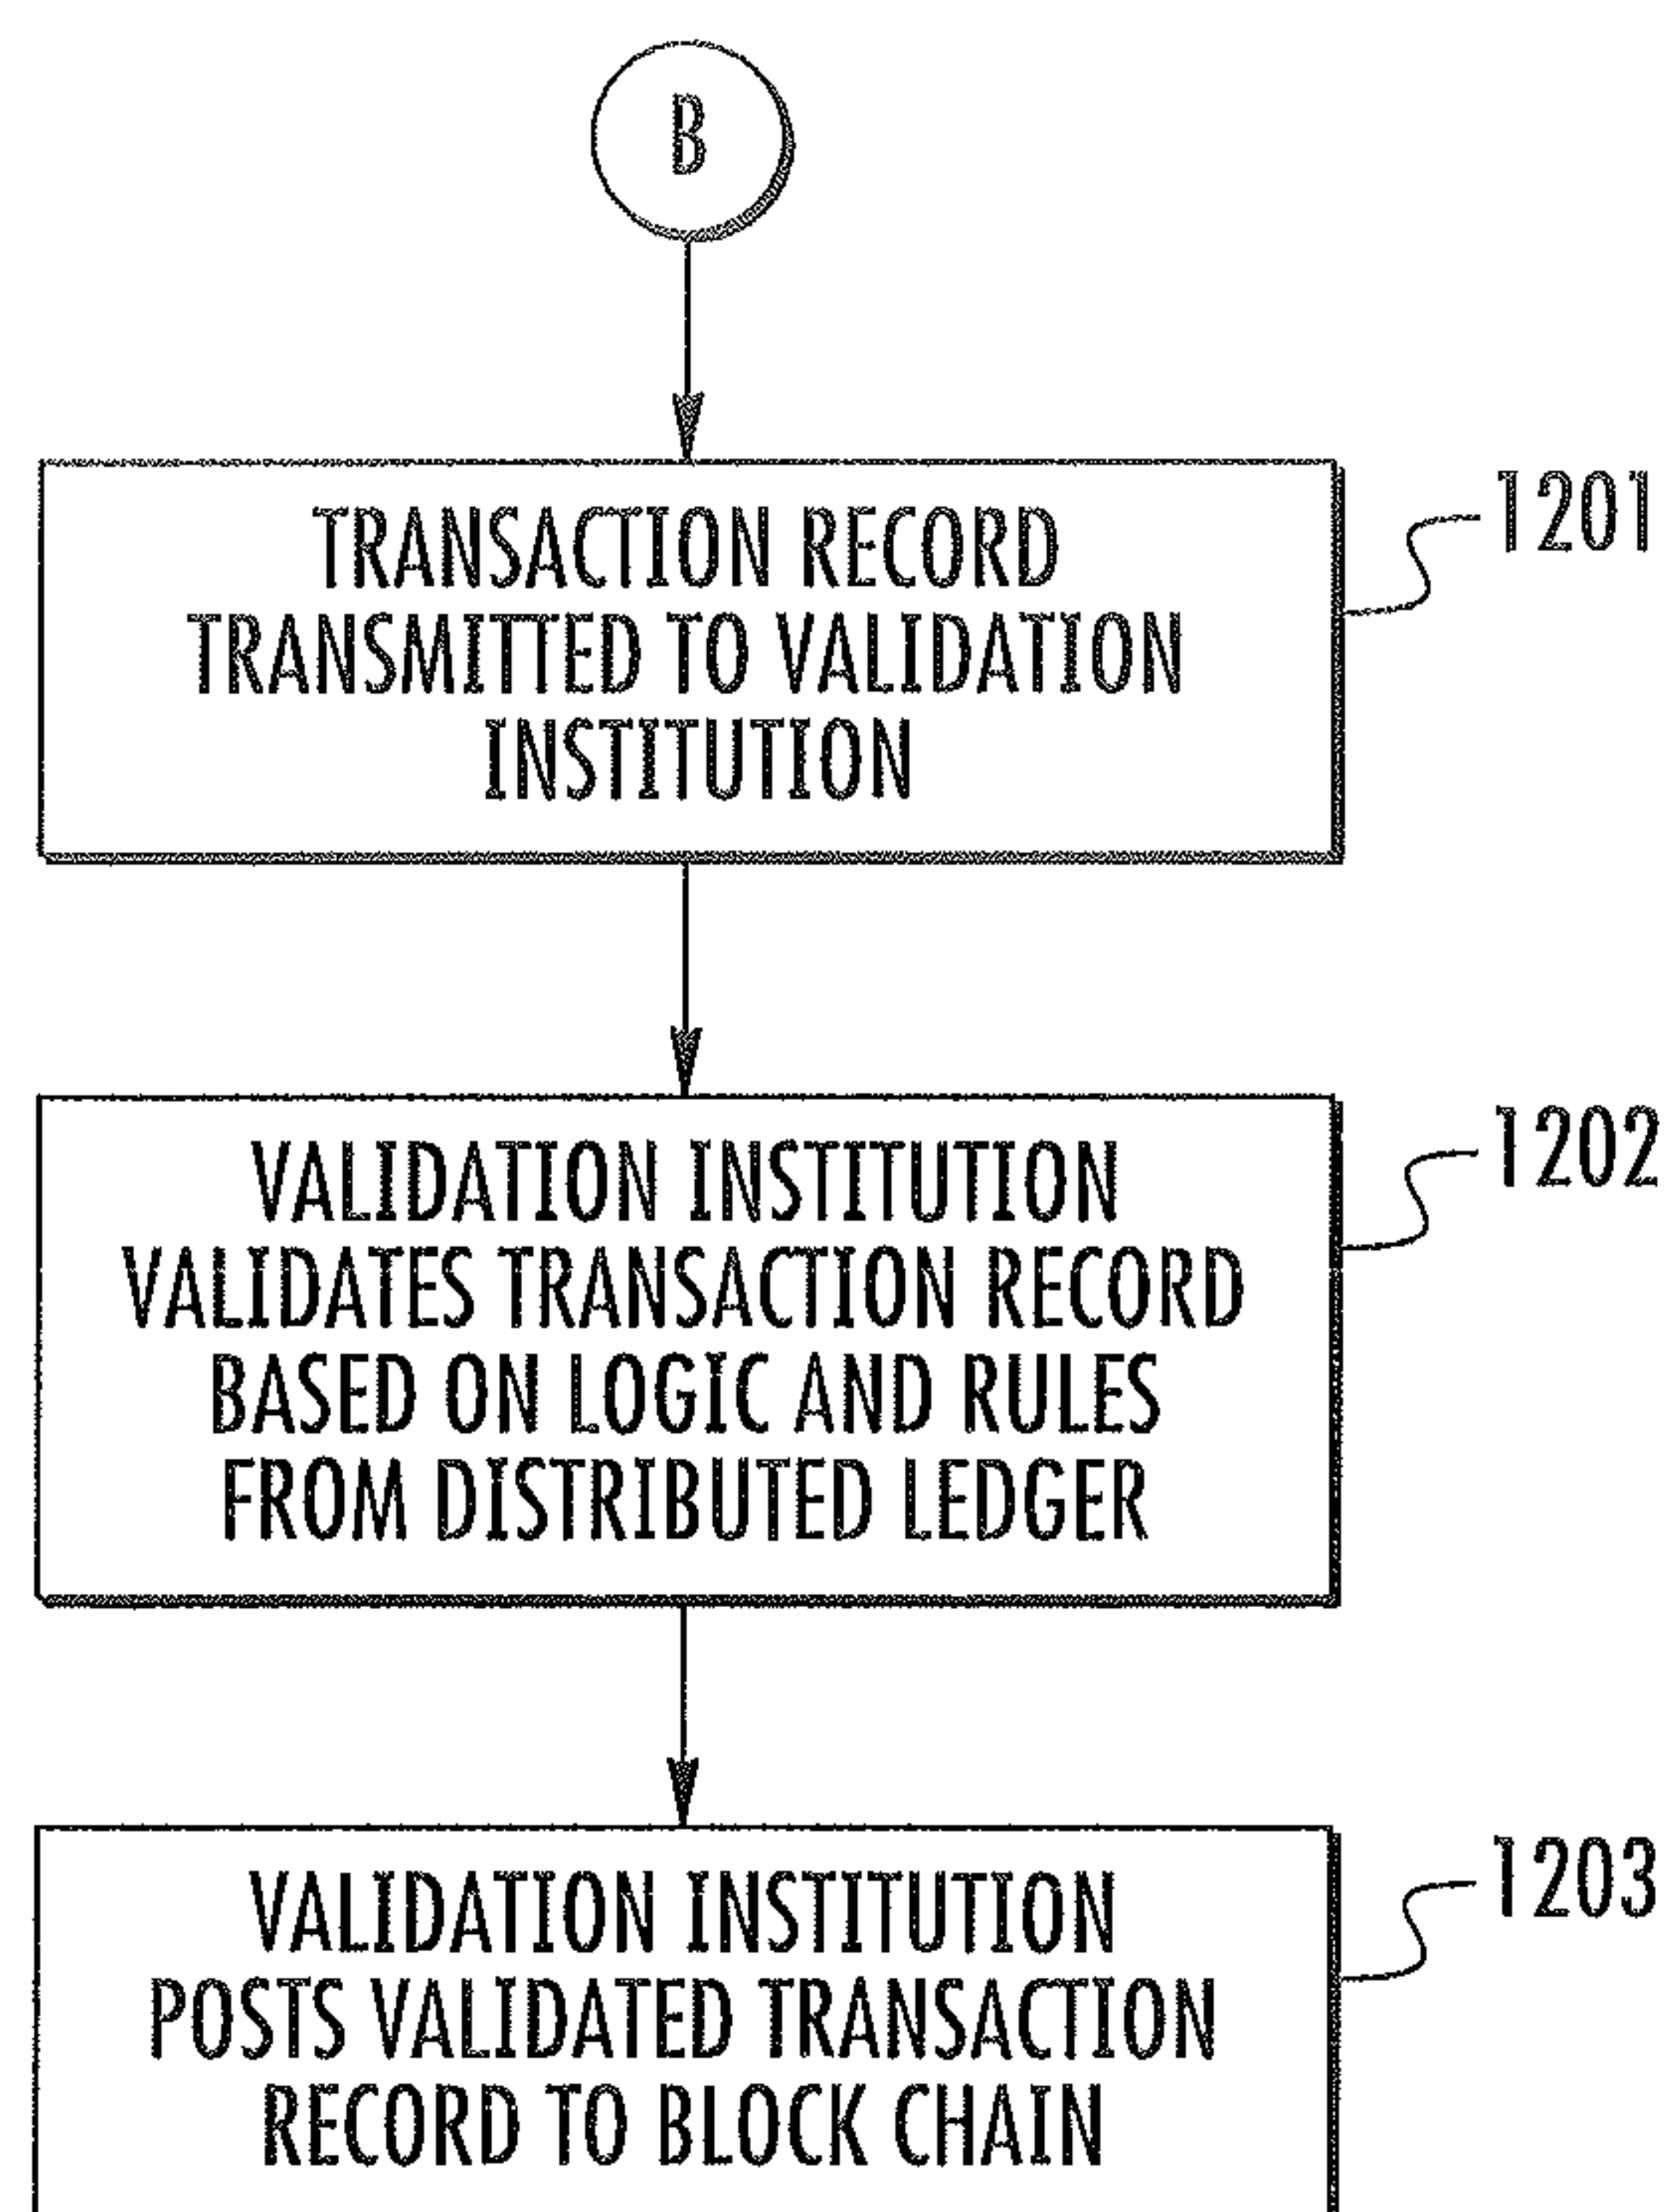 B
TRANSACTION RECORD
TRANSMITTED TO VALIDATION
INSTITUTION
1201
VALIDATION INSTITUTION
VALIDATES TRANSACTION RECORD
BASED ON LOGIC AND RULES
FROM DISTRIBUTED LEDGER
1202
VALIDATION INSTITUTION
POSTS VALIDATED TRANSACTION
RECORD TO BLOCK CHAIN
1203